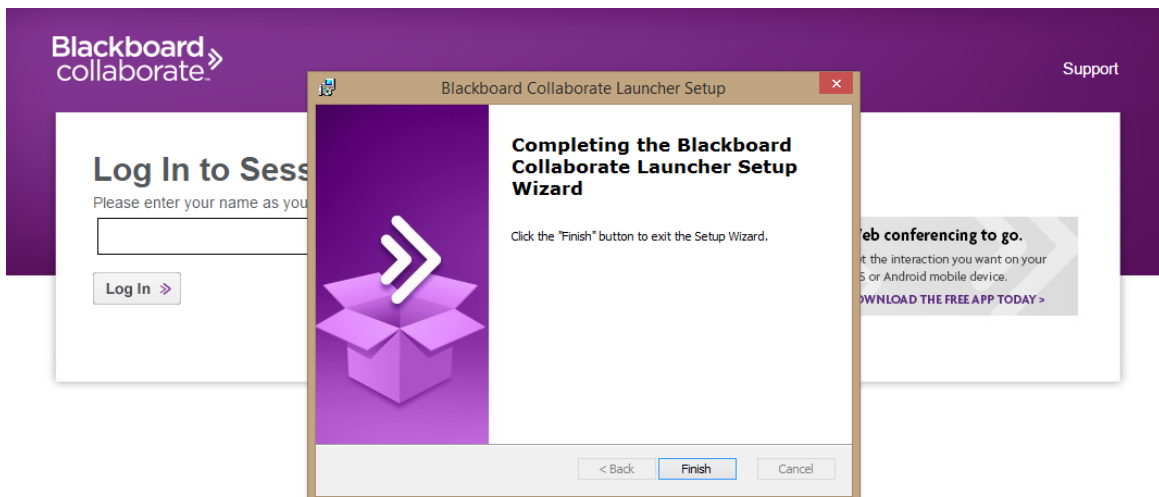 Blackboard
collaborate
Support
Blackboard Collaborate Launcher Setup
Log In to Sess
Please enter your name as you
Log In
Completing the Blackboard
Collaborate Launcher Setup
Wizard
Click the "Finish" button to exit the Setup Wizard.
eb conferencing to go.
t the interaction you want on your
S or Android mobile device.
OWNLOAD THE FREE APP TODAY >
< Back
Finish
Cancel